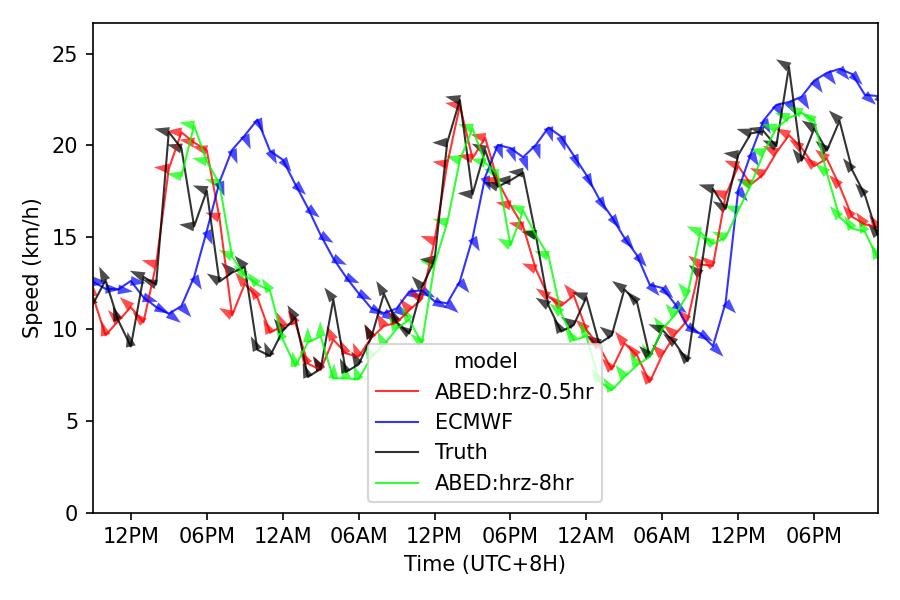 25
20
15
10
5
0
Speed (km/h)
model
ABED:hrz-0.5hr
ECMWF
Truth
ABED:hrz-8hr
12PM 06PM 12AM 06AM 12PM 06PM 12AM 06AM 12PM 06PM
Time (UTC+8H)